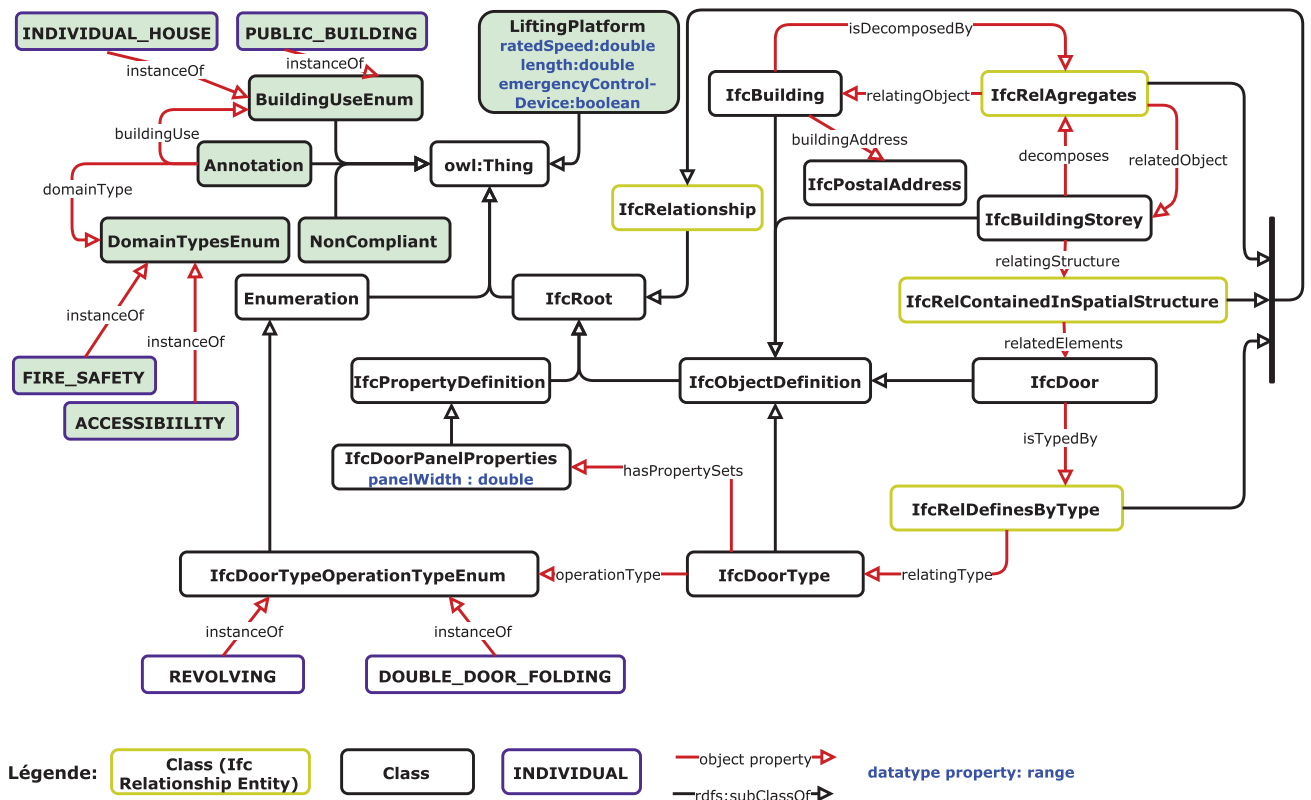 INDIVIDUAL_HOUSE
PUBLIC_BUILDING
LiftingPlatform
ratedSpeed:double
length:double
emergencyControl-
Device:boolean
isDecomposedBy
instanceOf
instanceOf
BuildingUseEnum
IfcBuilding
relatingObject
IfcRelAgregates
buildingUse
buildingAddress
decomposes
relatedObject
Annotation
owl:Thing
IfcPostalAddress
domainType
IfcRelationship
IfcBuildingStorey
DomainTypesEnum
NonCompliant
relatingStructure
Enumeration
IfcRoot
IfcRelContainedInSpatialStructure
instanceOf
instanceOf
relatedElements
FIRE_SAFETY
IfcPropertyDefinition
IfcObjectDefinition
IfcDoor
ACCESSIBIILITY
isTypedBy
IfcDoorPanelProperties
panelWidth : double
hasPropertySets
IfcRelDefinesByType
IfcDoorTypeOperationTypeEnum
operationType
IfcDoorType
relatingType
instanceOf
instanceOf
REVOLVING
DOUBLE_DOOR_FOLDING
Légende:
Class (Ifc
Relationship Entity)
Class
INDIVIDUAL
object property
datatype property: range
rdfs:subClassOf